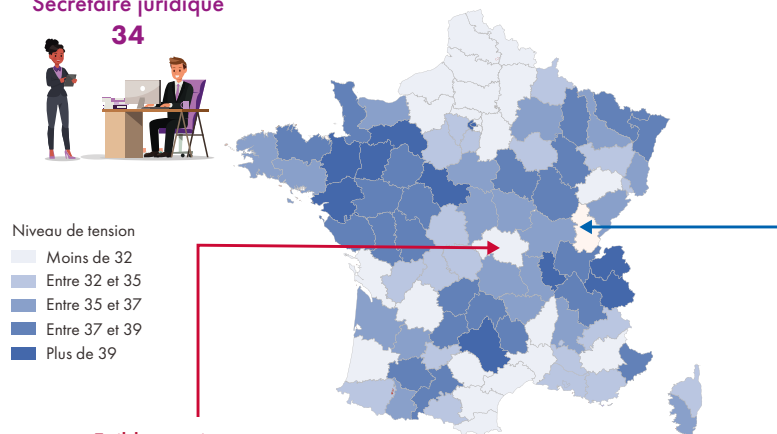 Secrétaire juridique
34
Niveau de tension
Moins de 32
Entre 32 et 35
Entre 35 et 37
Entre 37 et 39
Plus de 39